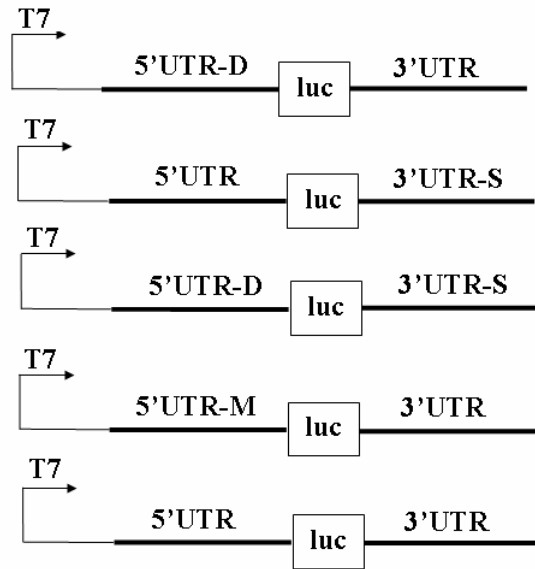 T7
5’UTR-D luc 3’UTR
T7
5’UTR luc 3’UTR-S
T7
5’UTR-D luc 3’UTR-S
T7
5’UTR-M luc 3’UTR
T7
5’UTR luc 3’UTR